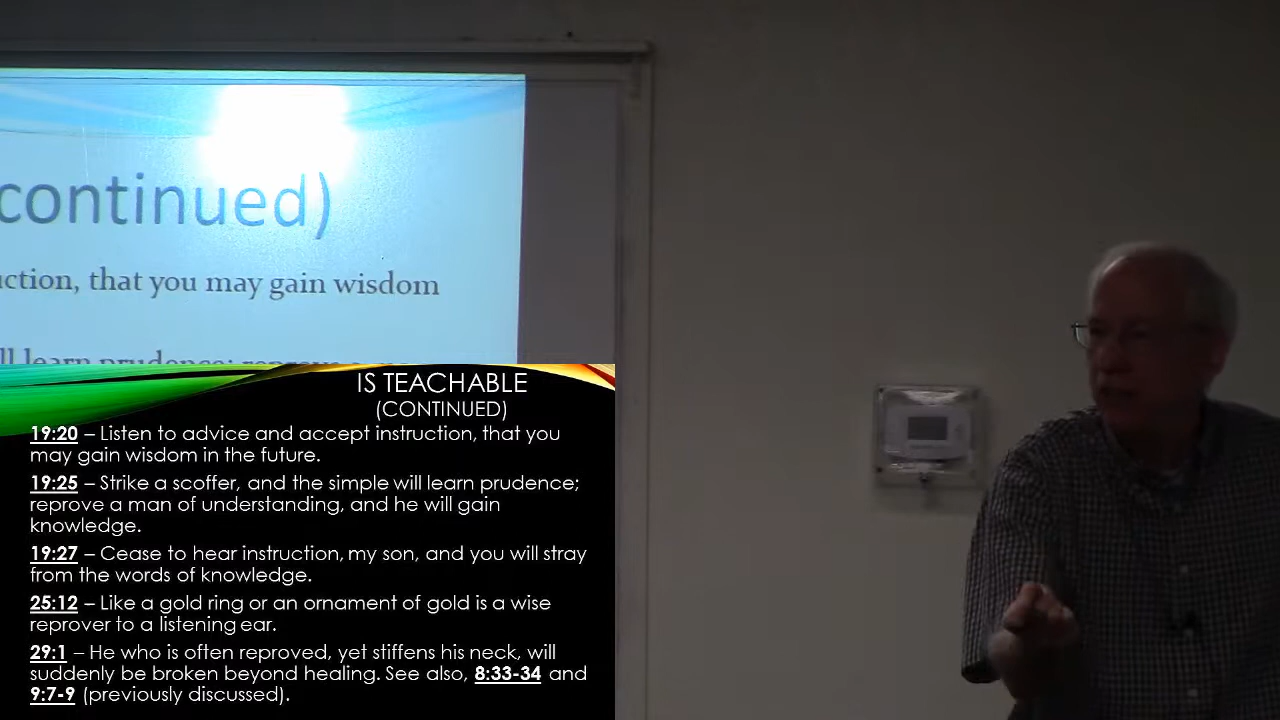 continued)
uction, that you may gain wisdom
ll learn prudence; reprove a
IS TEACHABLE
(CONTINUED)
19:20 – Listen to advice and accept instruction, that you
may gain wisdom in the future.
19:25 – Strike a scoffer, and the simple will learn prudence;
reprove a man of understanding, and he will gain
knowledge.
19:27 – Cease to hear instruction, my son, and you will stray
from the words of knowledge.
25:12 – Like a gold ring or an ornament of gold is a wise
reprover to a listening ear.
29:1 – He who is often reproved, yet stiffens his neck, will
suddenly be broken beyond healing. See also, 8:33-34 and
9:7-9 (previously discussed).